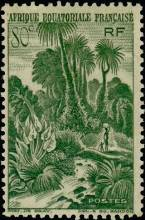 AFRIQUE EQUATORIALE FRANÇAISE
80c RF
POSTES